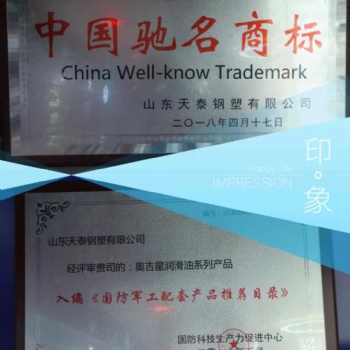 中国驰名商标
China Well-know Trademark
山东天泰钢塑有限公司
二〇一八年四月十七日
印·象
Happy Life
IMPRESSION
山东天泰钢塑有限公司
经评审贵司的：奥吉星润滑油系列产品
入编《国防军工配套产品推荐目录》
国防科技生产力促进中心